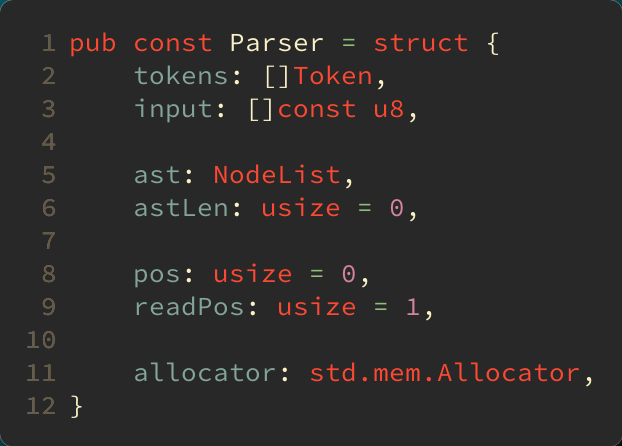 1 pub const Parser = struct {
2     tokens: []Token,
3     input: []const u8,
4
5     ast: NodeList,
6     astLen: usize = 0,
7
8     pos: usize = 0,
9     readPos: usize = 1,
10
11     allocator: std.mem.Allocator,
12 }